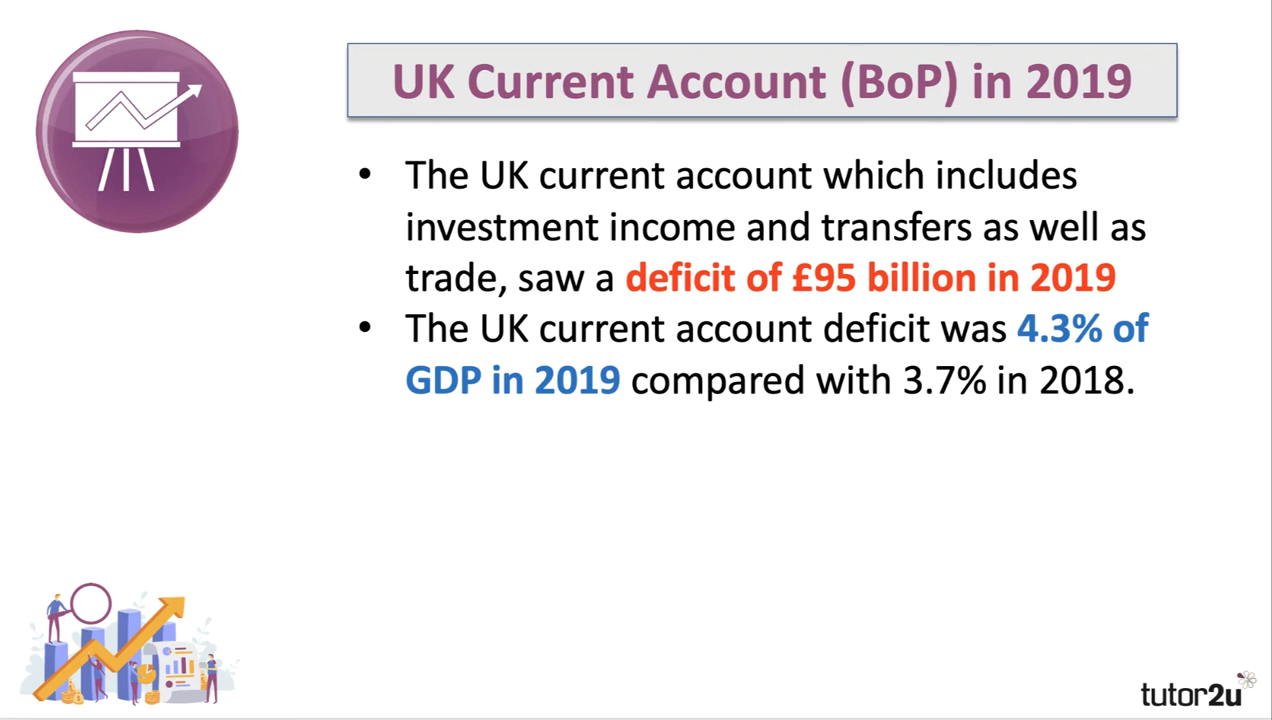 UK Current Account (BoP) in 2019
• The UK current account which includes
investment income and transfers as well as
trade, saw a deficit of £95 billion in 2019
• The UK current account deficit was 4.3% of
GDP in 2019 compared with 3.7% in 2018.
tutor2u